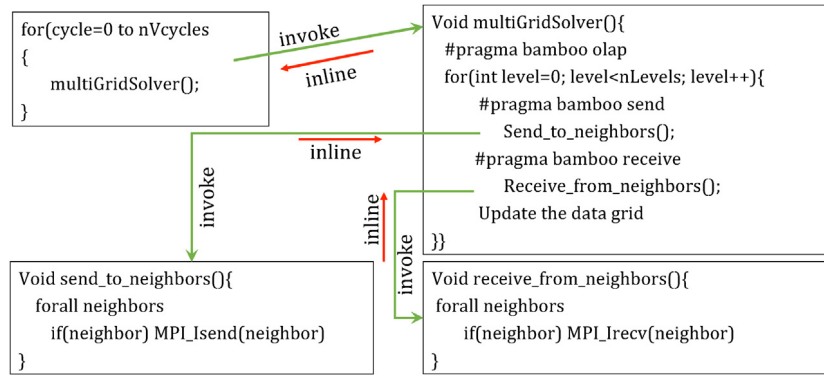 for(cycle=0 to nVcycles
{
multiGridSolver();
}
invoke
inline
Void multiGridSolver(){
#pragma bamboo olap
for(int level=0; level<nLevels; level++){
#pragma bamboo send
Send_to_neighbors();
#pragma bamboo receive
Receive_from_neighbors();
Update the data grid
}}
inline
invoke
inline
invoke
Void send_to_neighbors(){
forall neighbors
if(neighbor) MPI_Isend(neighbor)
}
Void receive_from_neighbors(){
forall neighbors
if(neighbor) MPI_Irecv(neighbor)
}